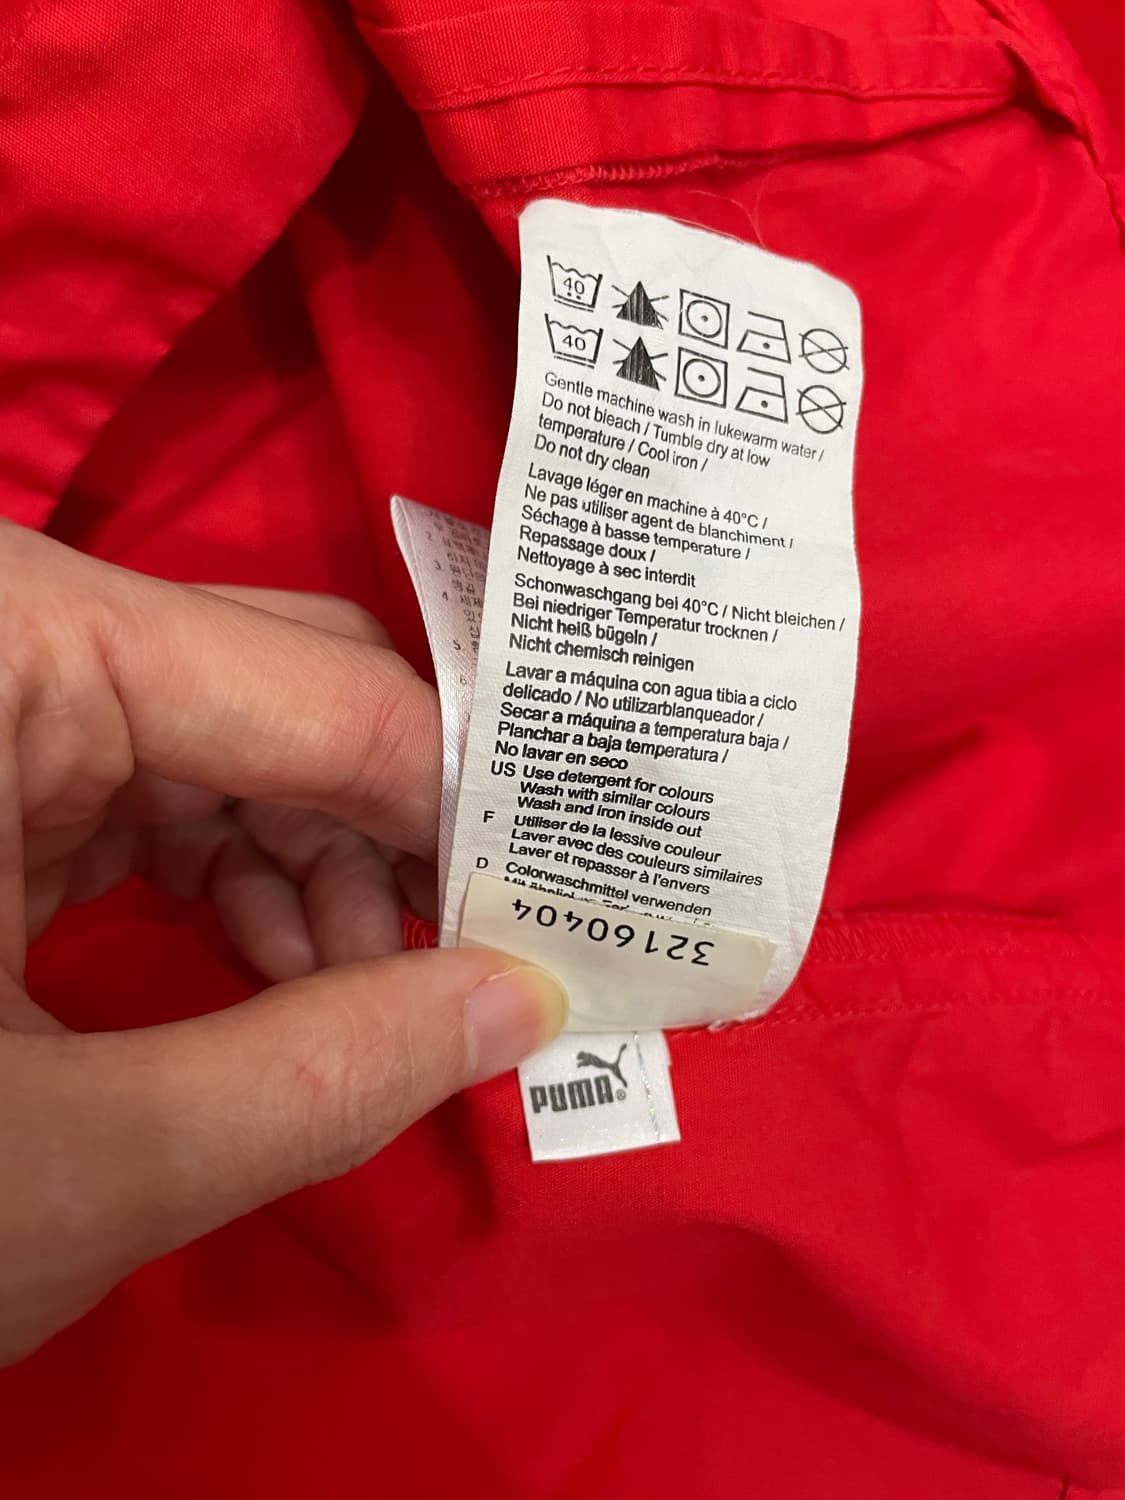 40
40
Gentle machine wash in lukewarm water /
Do not bleach / Tumble dry at low
temperature / Cool iron /
Do not dry clean
Lavage léger en machine à 40°C /
Ne pas utiliser agent de blanchiment /
Séchage à basse temperature /
Repassage doux /
Nettoyage à sec interdit
Schonwaschgang bei 40°C / Nicht bleichen /
Bei niedriger Temperatur trocknen /
Nicht heiß bügeln /
Nicht chemisch reinigen
Lavar a máquina con agua tibia a ciclo
delicado / No utilizarblanqueador /
Secar a máquina a temperatura baja /
Planchar a baja temperatura /
No lavar en seco
US Use detergent for colours
Wash with similar colours
Wash and Iron inside out
F Utiliser de la lessive couleur
Laver avec des couleurs similaires
Laver et repasser à l'envers
D Colorwaschmittel verwenden
32160404
PUMA®
2.
3.
4.
5.
6.